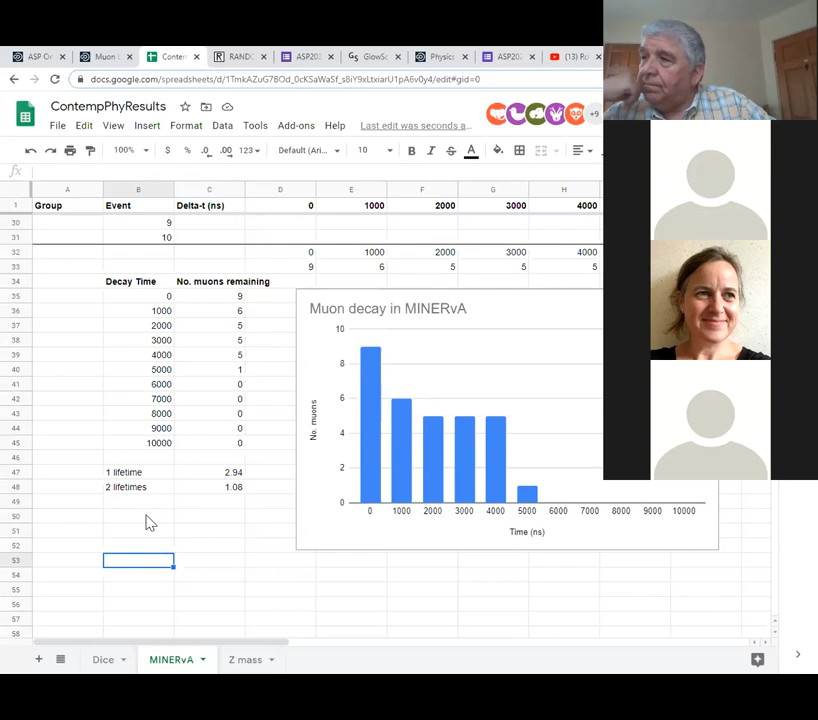 ASP Or
Muon L
Contem
RAND
ASP202
GlowSc
Physics
ASP202
(13) Ro
docs.google.com/spreadsheets/d/1TmkAZuG7BOd_0cKSaWaSf_s8iY9xLtxiarU1pA6v0y4/edit#gid=0
ContempPhyResults
+9
File Edit View Insert Format Data Tools Add-ons Help Last edit was seconds a...
100% $ % .0 .00 123 Default (Ari... 10 B I S A
fx
A B C D E F G H
1 Group Event Delta-t (ns) 0 1000 2000 3000 4000
30 9
31 10
32 0 1000 2000 3000 4000
33 9 6 5 5 5
34 Decay Time No. muons remaining
35 0 9
36 1000 6
37 2000 5
38 3000 5
39 4000 5
40 5000 1
41 6000 0
42 7000 0
43 8000 0
44 9000 0
45 10000 0
46
47 1 lifetime 2.94
48 2 lifetimes 1.08
49
50
51
52
53
54
55
56
57
58
Muon decay in MINERvA
No. muons
10
8
6
4
2
0
0 1000 2000 3000 4000 5000 6000 7000 8000 9000 10000
Time (ns)
Dice MINERvA Z mass